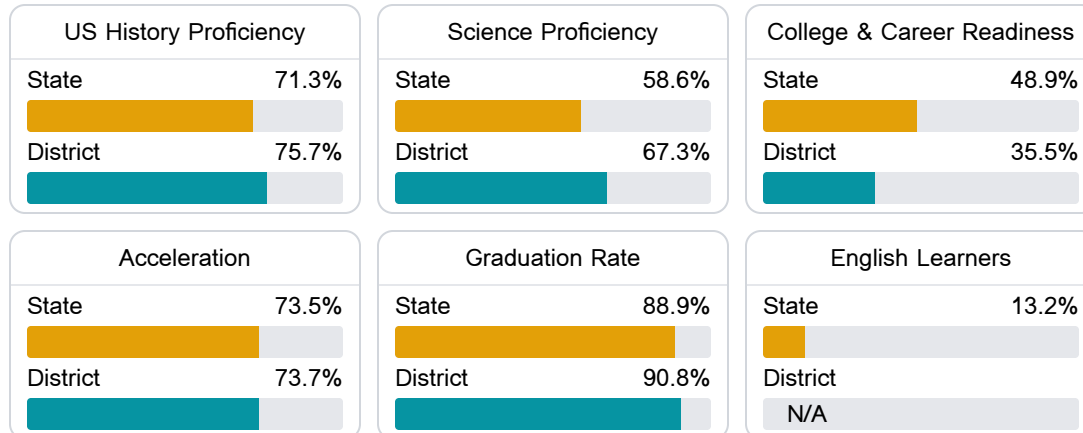 US History Proficiency
State 71.3%
District 75.7%
Science Proficiency
State 58.6%
District 67.3%
College & Career Readiness
State 48.9%
District 35.5%
Acceleration
State 73.5%
District 73.7%
Graduation Rate
State 88.9%
District 90.8%
English Learners
State 13.2%
District
N/A